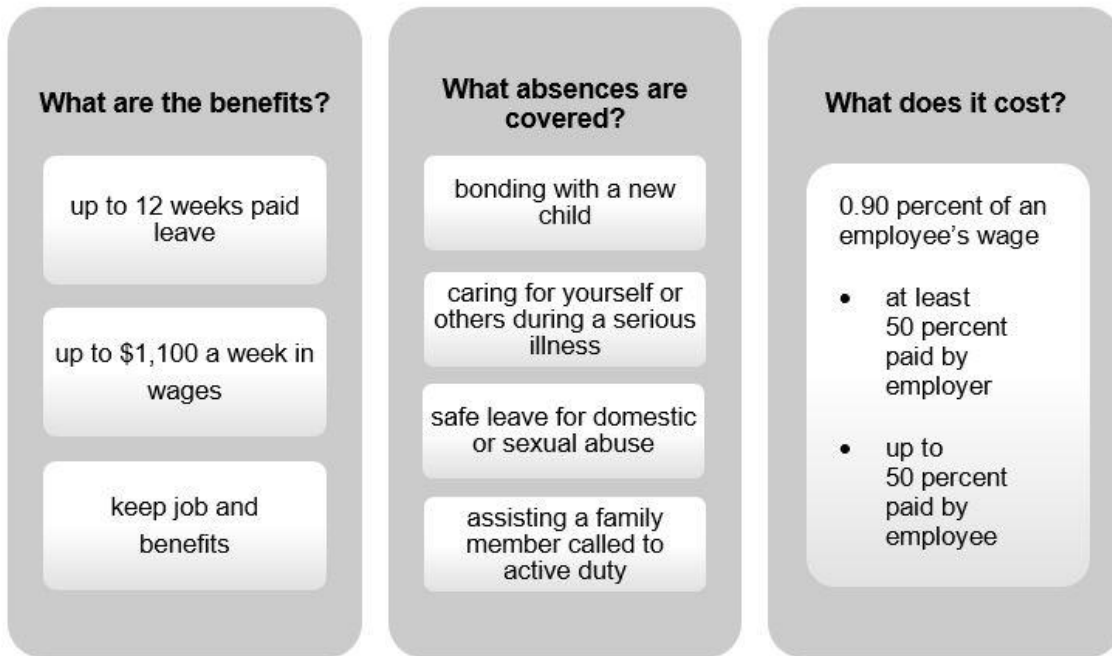 What are the benefits?
up to 12 weeks paid
leave
up to $1,100 a week in
wages
keep job and
benefits
What absences are
covered?
bonding with a new
child
caring for yourself or
others during a serious
illness
safe leave for domestic
or sexual abuse
assisting a family
member called to
active duty
What does it cost?
0.90 percent of an
employee’s wage
• at least
50 percent
paid by
employer
• up to
50 percent
paid by
employee